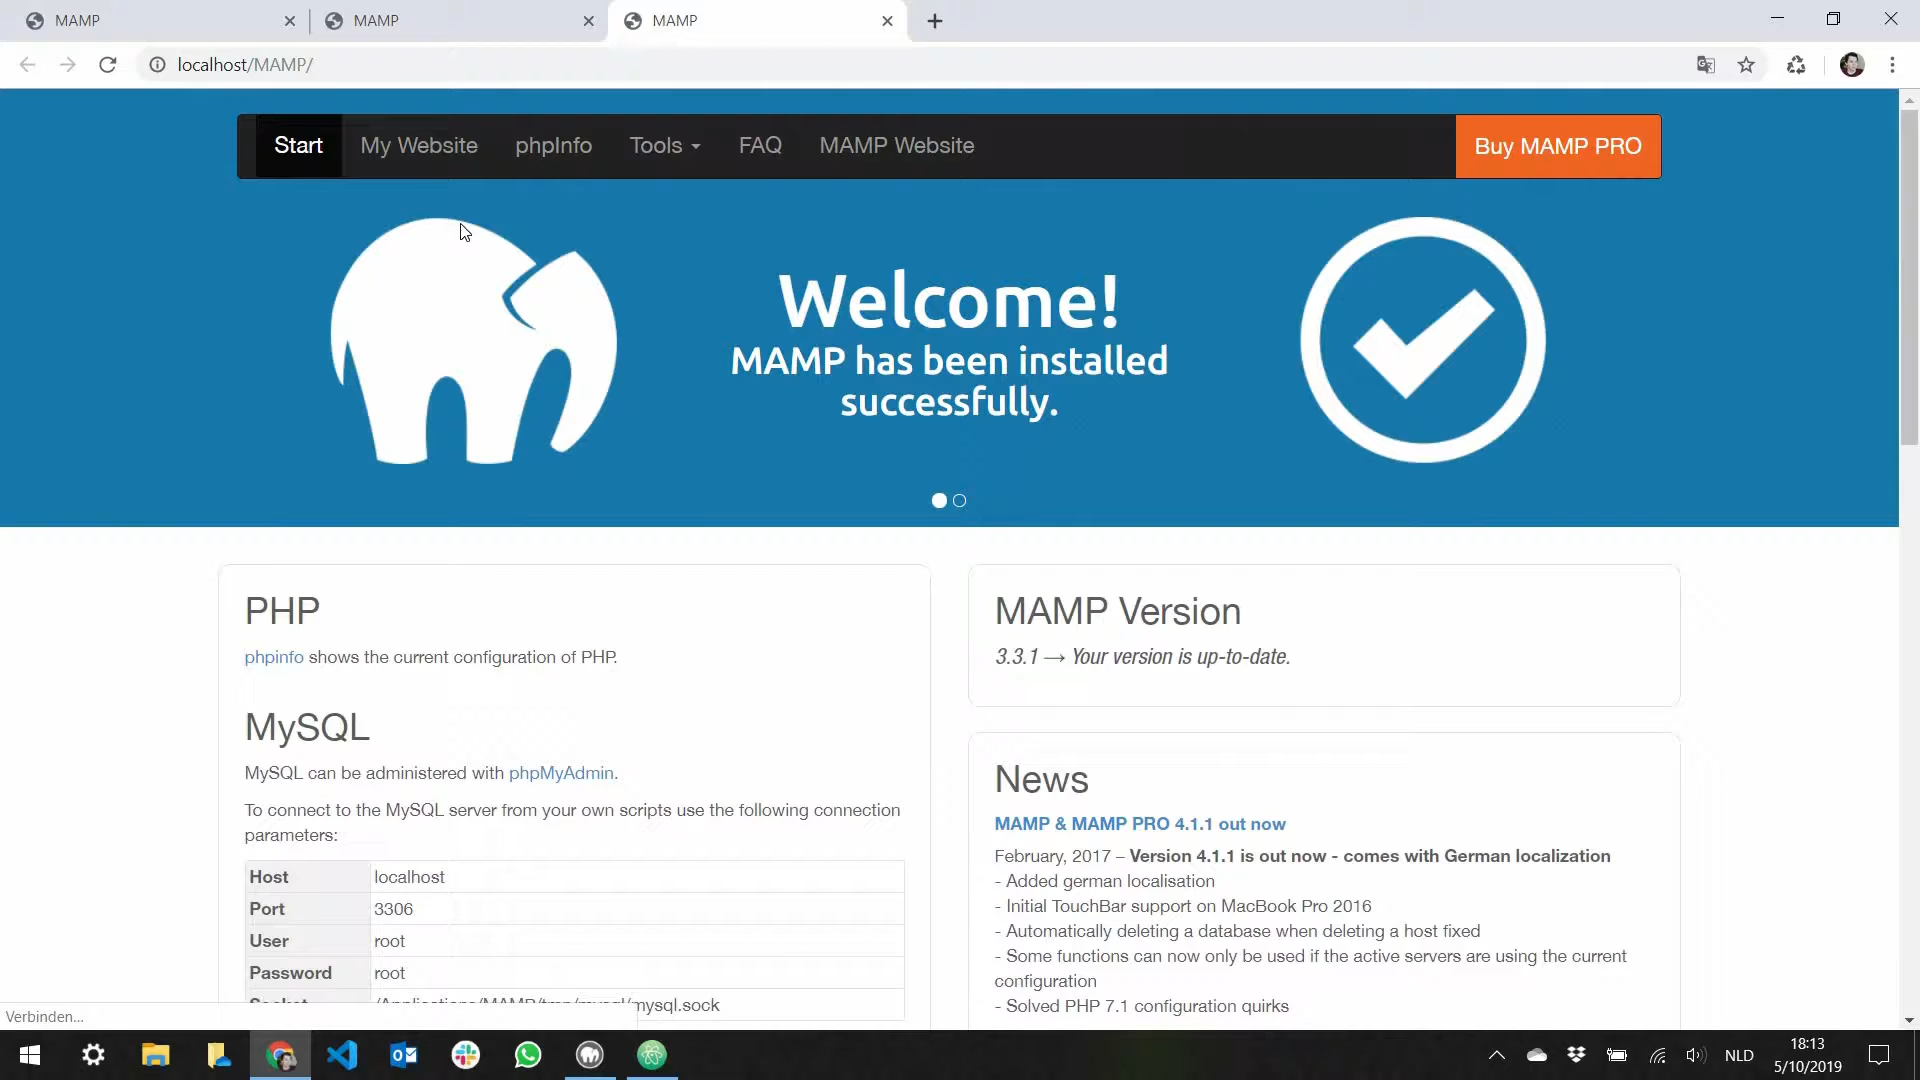 MAMP
MAMP
MAMP
localhost/MAMP/
Start
My Website
phpInfo
Tools
FAQ
MAMP Website
Buy MAMP PRO
Welcome!
MAMP has been installed
successfully.
PHP
phpinfo shows the current configuration of PHP.
MySQL
MySQL can be administered with phpMyAdmin.
To connect to the MySQL server from your own scripts use the following connection
parameters:
Host localhost
Port 3306
User root
Password root
Socket /Applications/MAMP/tmp/mysql/mysql.sock
MAMP Version
3.3.1 → Your version is up-to-date.
News
MAMP & MAMP PRO 4.1.1 out now
February, 2017 – Version 4.1.1 is out now - comes with German localization
- Added german localisation
- Initial TouchBar support on MacBook Pro 2016
- Automatically deleting a database when deleting a host fixed
- Some functions can now only be used if the active servers are using the current
configuration
- Solved PHP 7.1 configuration quirks
Verbinden...
NLD
18:13
5/10/2019